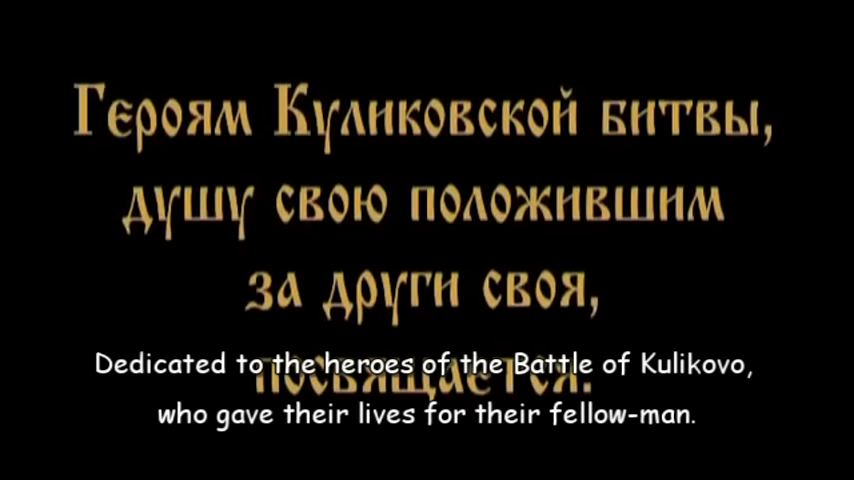 Героям Куликовской битвы,
душу свою положившим
за други своя,
посвящается.
Dedicated to the heroes of the Battle of Kulikovo,
who gave their lives for their fellow-man.